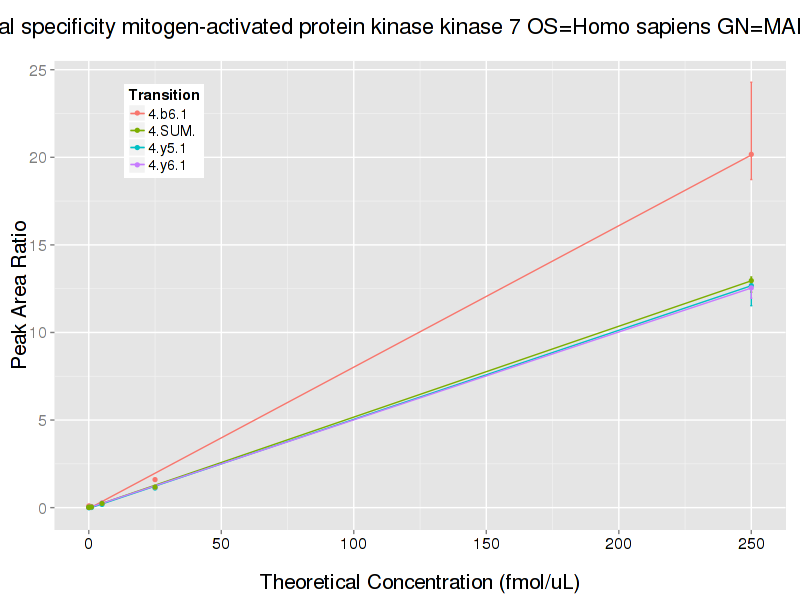 al specificity mitogen-activated protein kinase kinase 7 OS=Homo sapiens GN=MA
Transition
4.b6.1
4.SUM.
4.y5.1
4.y6.1
Peak Area Ratio
25
20
15
10
5
0
0 50 100 150 200 250
Theoretical Concentration (fmol/uL)